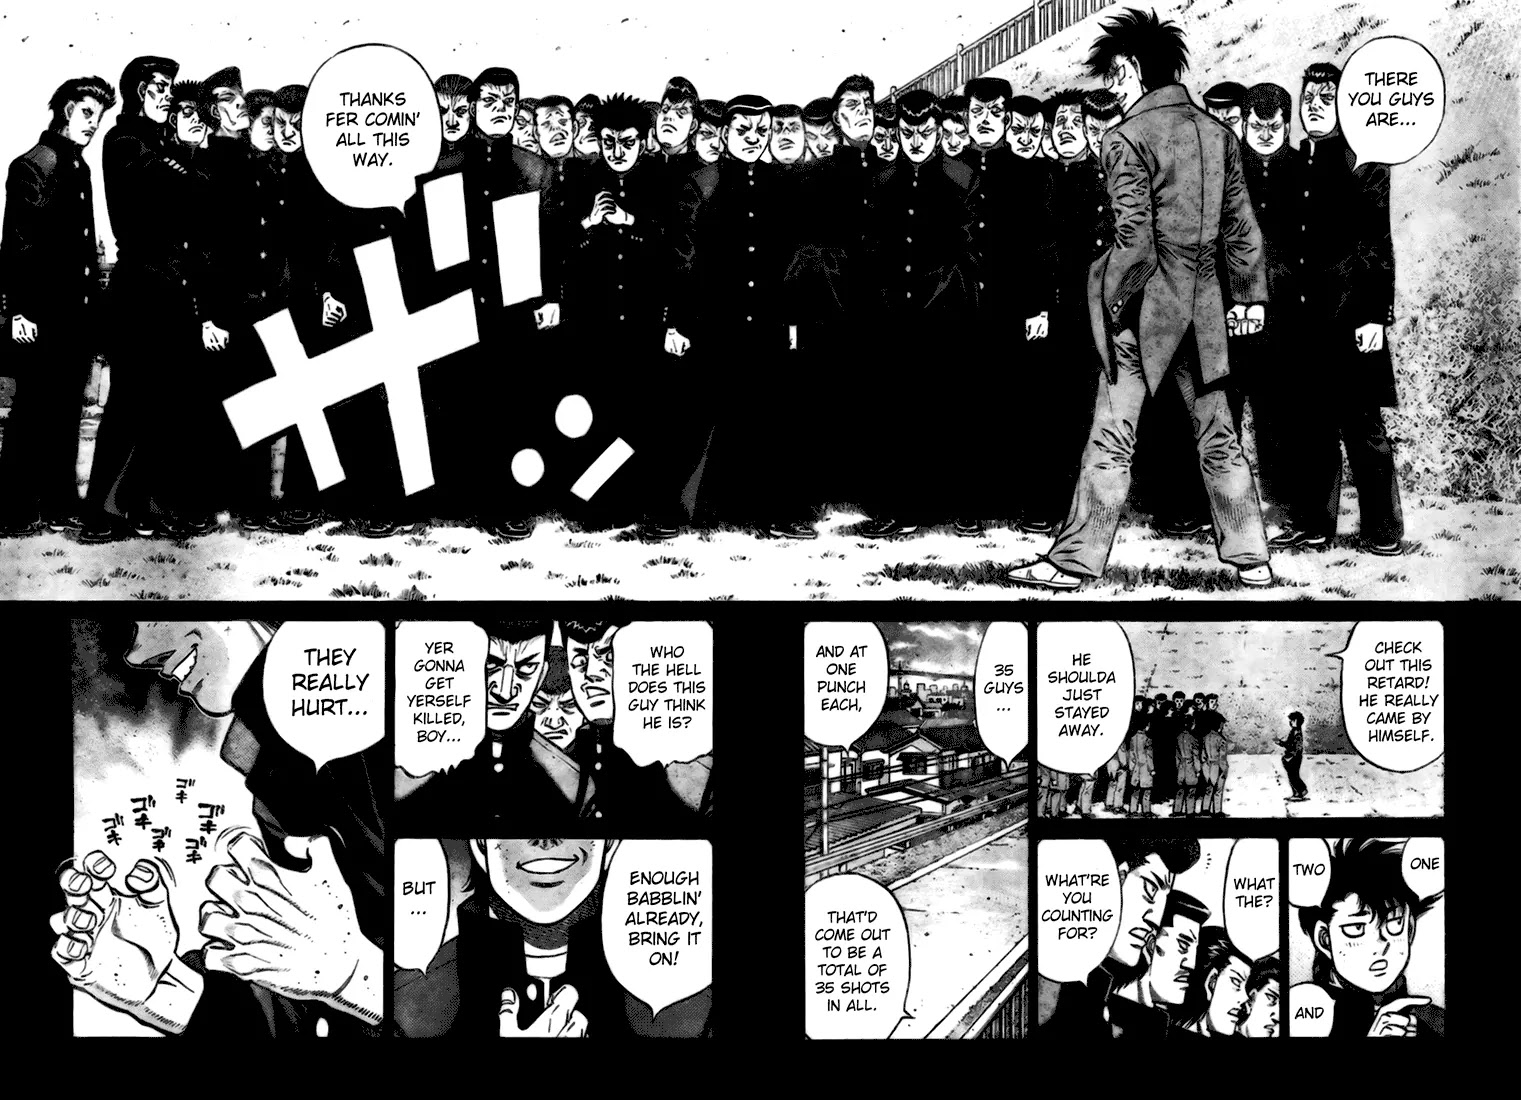 THERE
YOU GUYS
ARE...
THANKS
FER COMIN'
ALL THIS
WAY.
ザッ
CHECK
OUT THIS
RETARD!
HE REALLY
CAME BY
HIMSELF.
HE
SHOULDA
JUST
STAYED
AWAY.
ONE
TWO
AND
WHAT
THE?
WHAT'RE
YOU
COUNTING
FOR?
35
GUYS
...
AND AT
ONE
PUNCH
EACH,
THAT'D
COME OUT
TO BE A
TOTAL OF
35 SHOTS
IN ALL.
WHO
THE HELL
DOES THIS
GUY THINK
HE IS?
YER
GONNA
GET
YERSELF
KILLED,
BOY...
ENOUGH
BABBLIN'
ALREADY,
BRING IT
ON!
BUT
...
THEY
REALLY
HURT...
ゴキ
ゴキ
ゴキ
ゴキ
ゴキ
ゴキ